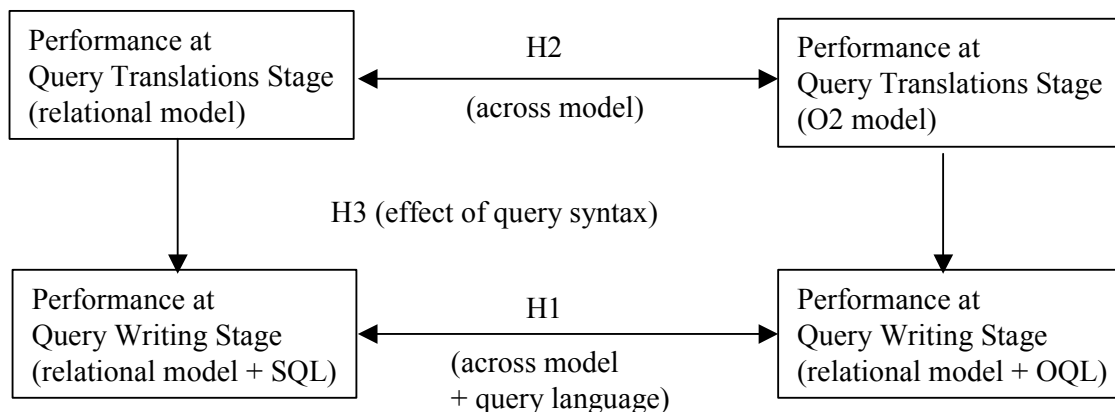 Performance at
Query Translations Stage
(relational model)
H2
(across model)
Performance at
Query Translations Stage
(O2 model)
H3 (effect of query syntax)
Performance at
Query Writing Stage
(relational model + SQL)
H1
(across model
+ query language)
Performance at
Query Writing Stage
(relational model + OQL)